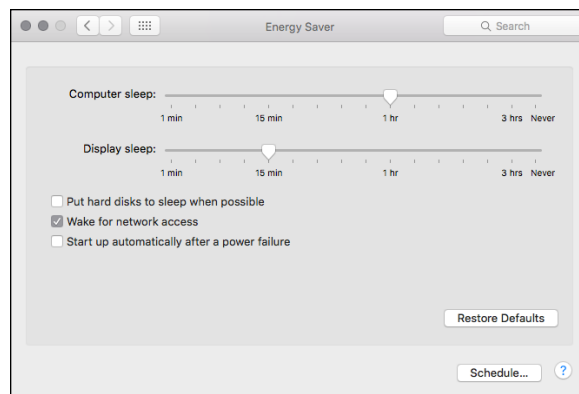 Energy Saver
Search
Computer sleep:
1 min 15 min 1 hr 3 hrs Never
Display sleep:
1 min 15 min 1 hr 3 hrs Never
Put hard disks to sleep when possible
Wake for network access
Start up automatically after a power failure
Restore Defaults
Schedule... ?